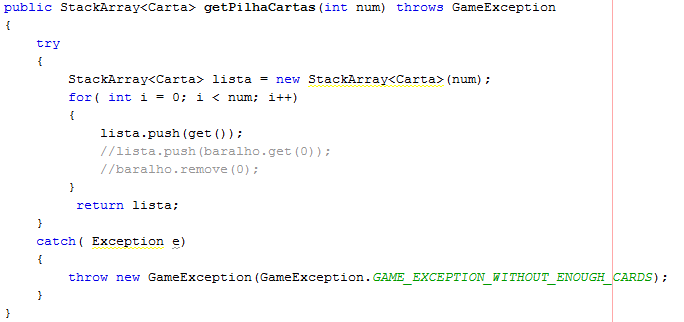 public StackArray<Carta> getPilhaCartas(int num) throws GameException
{
    try
    {
        StackArray<Carta> lista = new StackArray<Carta>(num);
        for( int i = 0; i < num; i++)
        {
            lista.push(get());
            //lista.push(baralho.get(0));
            //baralho.remove(0);
        }
         return lista;
    }
    catch( Exception e)
    {
        throw new GameException(GameException.GAME_EXCEPTION_WITHOUT_ENOUGH_CARDS);
    }
}